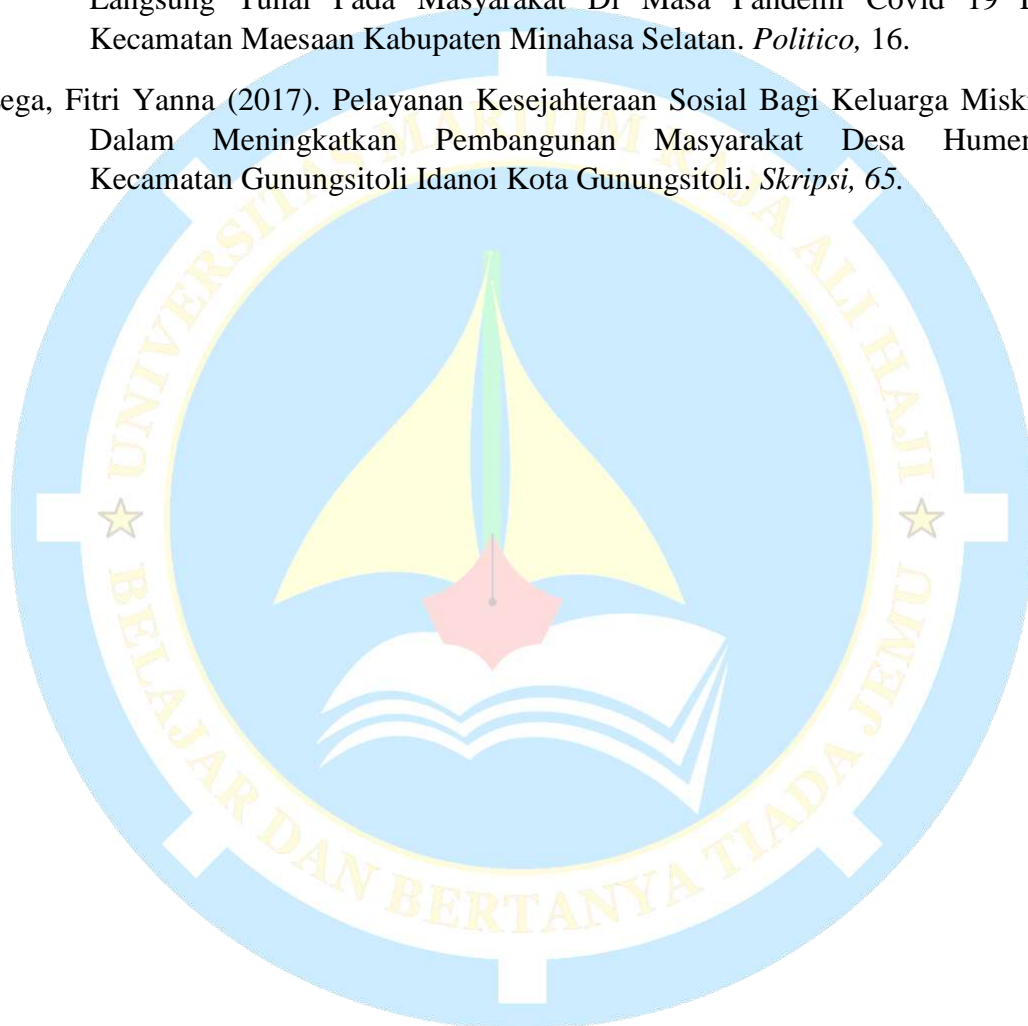 Langsung Tunai Pada Masyarakat Di Masa Pandemi Covid 19
Kecamatan Maesaan Kabupaten Minahasa Selatan. Politico, 16.
Fitri Yanna (2017). Pelayanan Kesejahteraan Sosial Bagi Keluarga
Dalam Meningkatkan Pembangunan Masyarakat Desa
Kecamatan Gunungsitoli Idanoi Kota Gunungsitoli. Skripsi, 65.
UNIVERSITAS MARITIM RAJA ALI HAJI
BELAJAR DAN BERTANYA TIADA JEMU